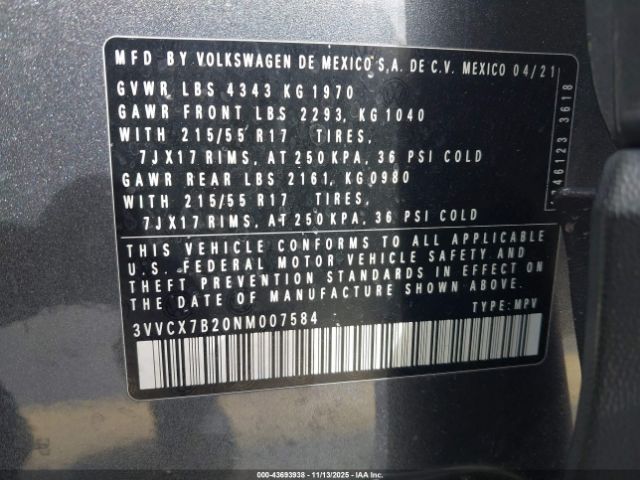 MFD BY VOLKSWAGEN DE MEXICO S.A. DE C.V. MEXICO 04/21
GVWR LBS 4343 KG 1970
GAWR FRONT LBS 2293, KG 1040
WITH 215/55 R17 TIRES,
7JX17 RIMS, AT 250 KPA, 36 PSI COLD
GAWR REAR LBS 2161, KG 0980
WITH 215/55 R17 TIRES,
7JX17 RIMS, AT 250 KPA, 36 PSI COLD
THIS VEHICLE CONFORMS TO ALL APPLICABLE
U.S. FEDERAL MOTOR VEHICLE SAFETY AND
THEFT PREVENTION STANDARDS IN EFFECT ON
THE DATE OF MANUFACTURE SHOWN ABOVE.
3VVCX7B20NM007584 TYPE: MPV
3618
000-43693938 - 11/13/2025 - IAAI.CA